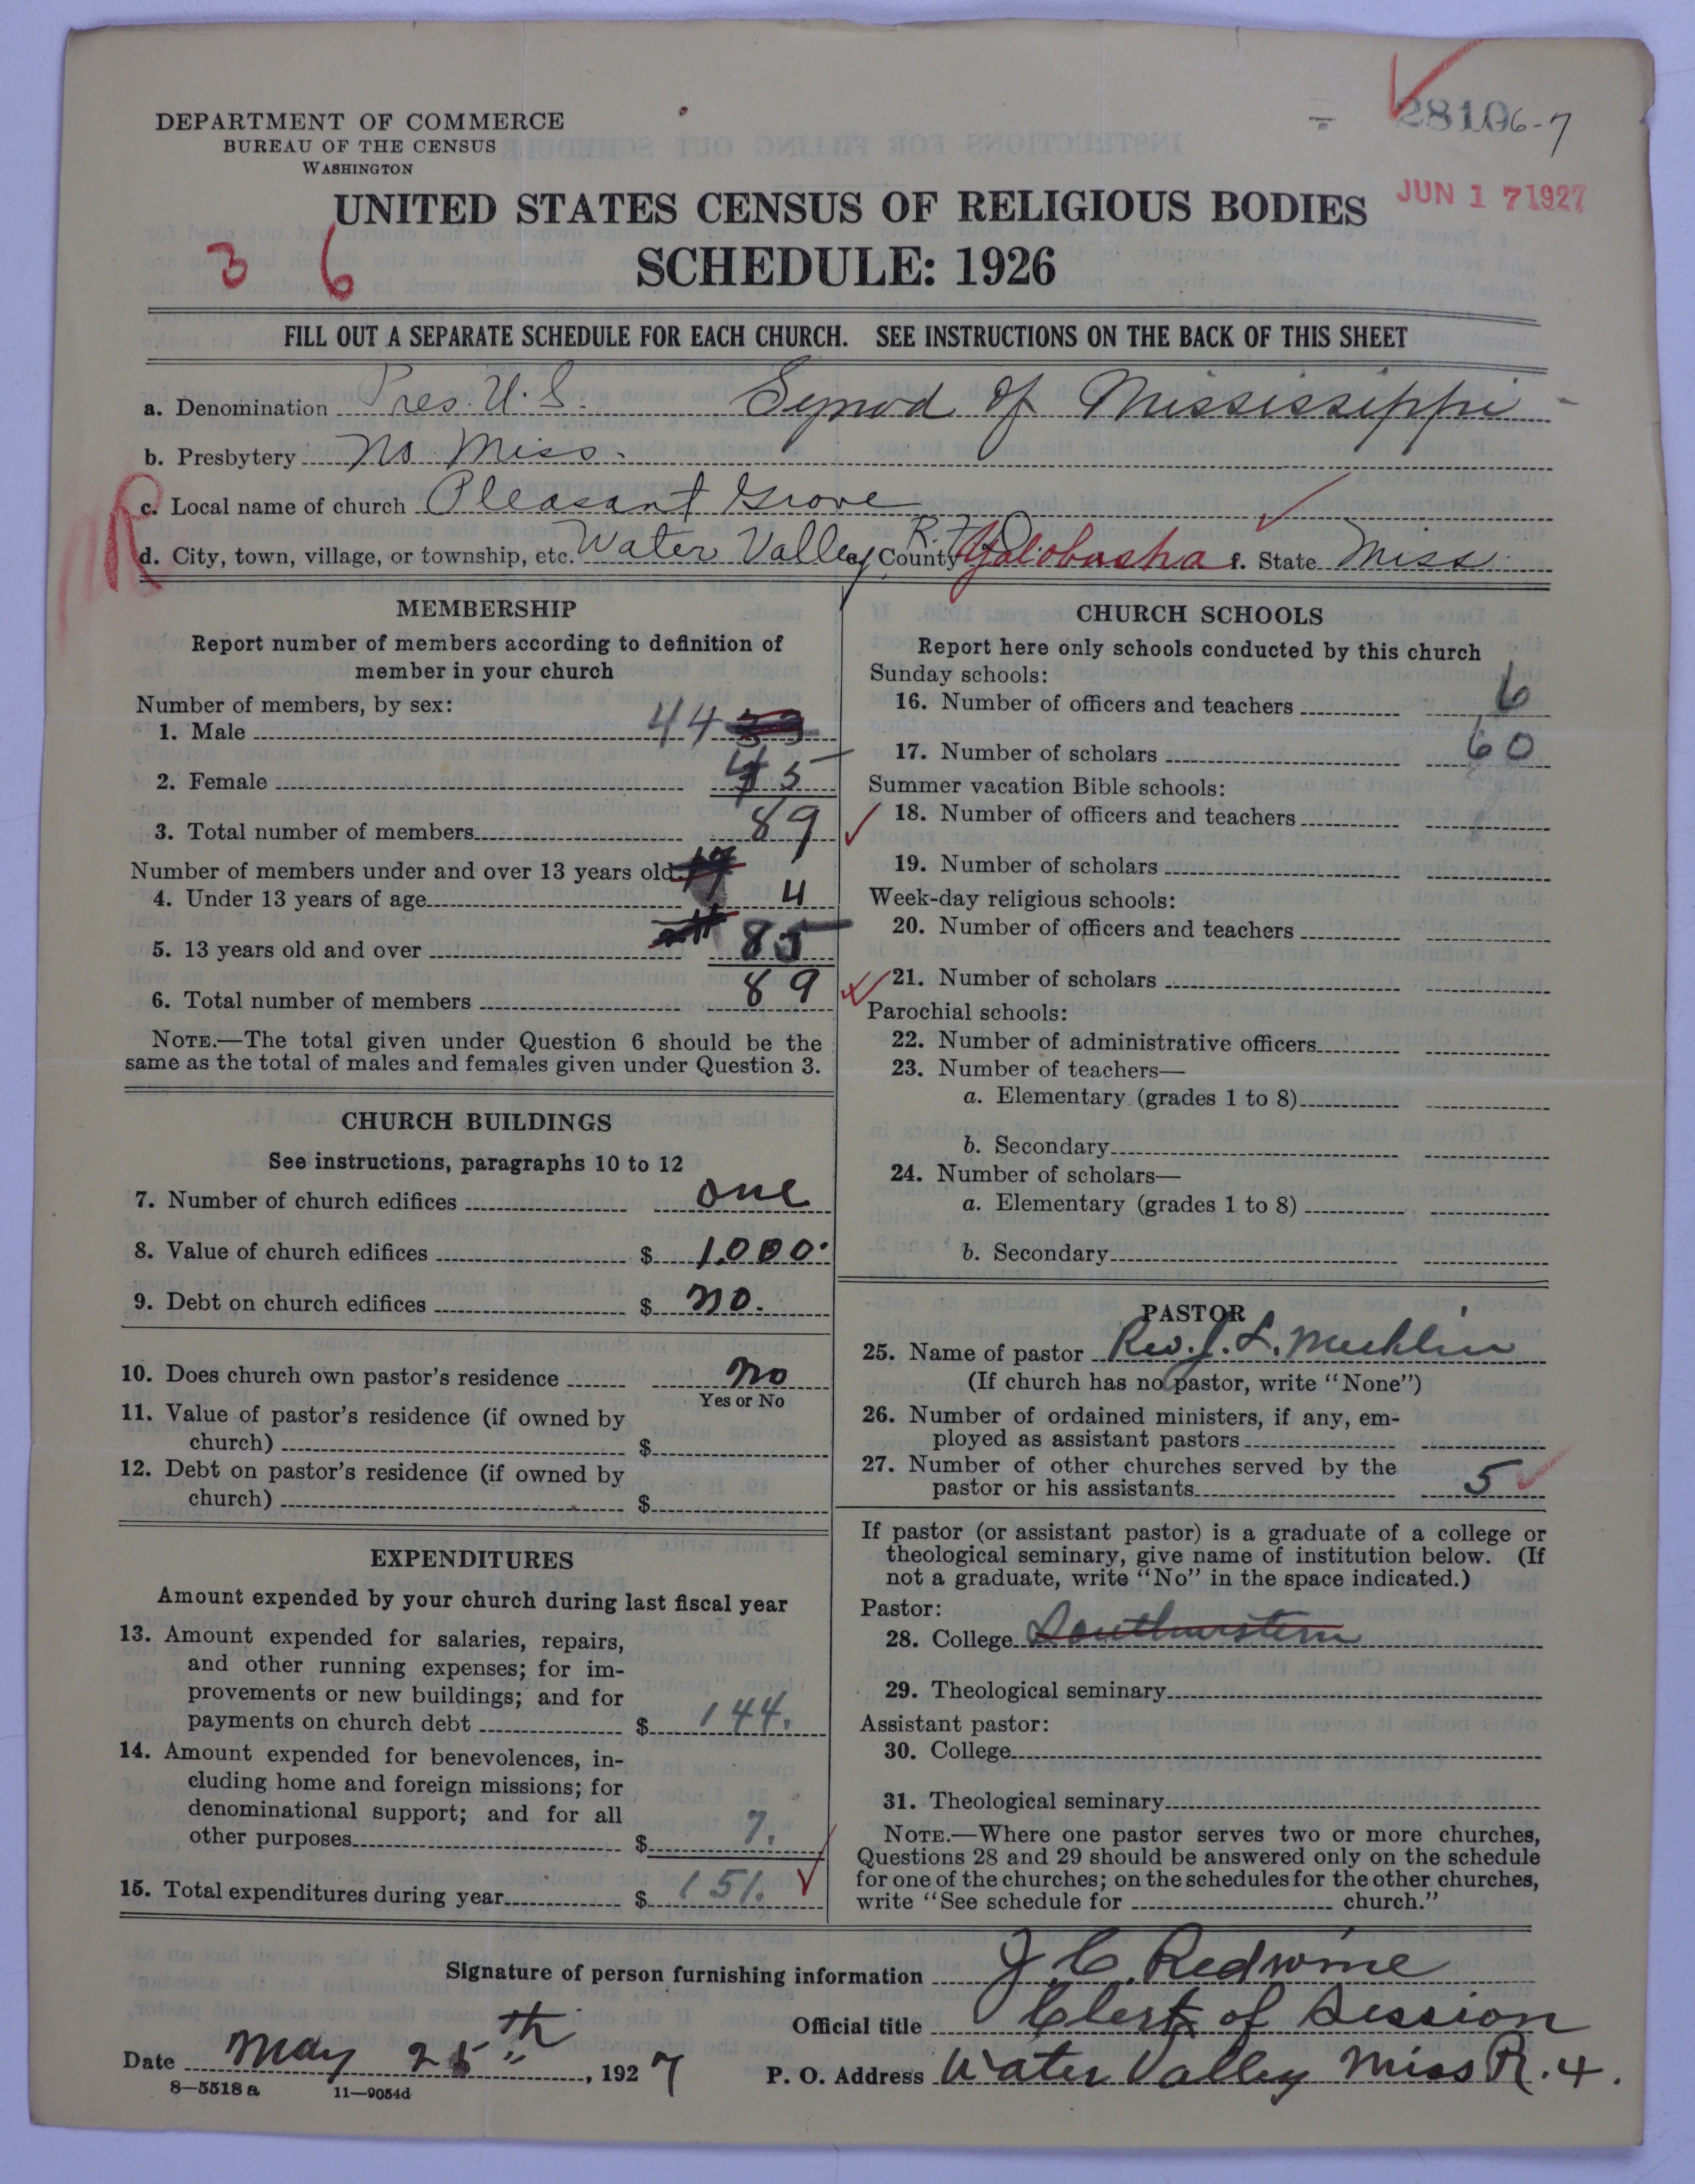 DEPARTMENT OF COMMERCE
BUREAU OF THE CENSUS
WASHINGTON
28106-7
JUN 17 1927
UNITED STATES CENSUS OF RELIGIOUS BODIES
SCHEDULE: 1926
3 6
FILL OUT A SEPARATE SCHEDULE FOR EACH CHURCH. SEE INSTRUCTIONS ON THE BACK OF THIS SHEET
a. Denomination Pres. U.S. Synod of Mississippi
b. Presbytery No Miss.
R
c. Local name of church Pleasant Grove
d. City, town, village, or township, etc. Water Valley R.F.D. e. County Yalobusha f. State Miss.
MEMBERSHIP
Report number of members according to definition of
member in your church
Number of members, by sex:
1. Male 44
2. Female 45
3. Total number of members 89
Number of members under and over 13 years old:
4. Under 13 years of age 4
5. 13 years old and over 85
6. Total number of members 89
NOTE.—The total given under Question 6 should be the
same as the total of males and females given under Question 3.
CHURCH BUILDINGS
See instructions, paragraphs 10 to 12
7. Number of church edifices one
8. Value of church edifices $ 1,000.
9. Debt on church edifices $ no.
10. Does church own pastor's residence no
Yes or No
11. Value of pastor's residence (if owned by
church) $
12. Debt on pastor's residence (if owned by
church) $
EXPENDITURES
Amount expended by your church during last fiscal year
13. Amount expended for salaries, repairs,
and other running expenses; for im-
provements or new buildings; and for
payments on church debt $ 144.
14. Amount expended for benevolences, in-
cluding home and foreign missions; for
denominational support; and for all
other purposes $ 7.
15. Total expenditures during year $ 151.
CHURCH SCHOOLS
Report here only schools conducted by this church
Sunday schools:
16. Number of officers and teachers 6
17. Number of scholars 60
Summer vacation Bible schools:
18. Number of officers and teachers
19. Number of scholars
Week-day religious schools:
20. Number of officers and teachers
21. Number of scholars
Parochial schools:
22. Number of administrative officers
23. Number of teachers—
a. Elementary (grades 1 to 8)
b. Secondary
24. Number of scholars—
a. Elementary (grades 1 to 8)
b. Secondary
PASTOR
25. Name of pastor Rev. J. L. Mecklin
(If church has no pastor, write "None")
26. Number of ordained ministers, if any, em-
ployed as assistant pastors
27. Number of other churches served by the
pastor or his assistants 5
If pastor (or assistant pastor) is a graduate of a college or
theological seminary, give name of institution below. (If
not a graduate, write "No" in the space indicated.)
Pastor:
28. College Southwestern
29. Theological seminary
Assistant pastor:
30. College
31. Theological seminary
NOTE.—Where one pastor serves two or more churches,
Questions 28 and 29 should be answered only on the schedule
for one of the churches; on the schedules for the other churches,
write "See schedule for church."
Signature of person furnishing information J. C. Redwine
Official title Clerk of Session
Date May 25th, 1927
P. O. Address Water Valley Miss R. 4.
8—5518 a 11—9054d